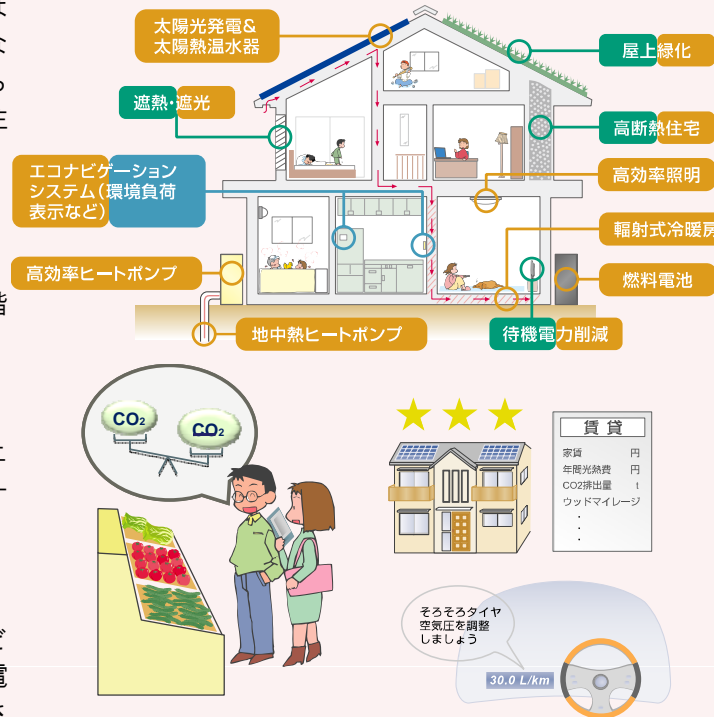 太陽光発電&
太陽熱温水器
屋上緑化
遮熱・遮光
高断熱住宅
エコナビゲーション
システム(環境負荷
表示など)
高効率照明
輻射式冷暖房
高効率ヒートポンプ
燃料電池
地中熱ヒートポンプ
待機電力削減
CO2
CO2
賃貸
家賃 円
年間光熱費 円
CO2排出量 t
ウッドマイレージ
・
・
・
そろそろタイヤ
空気圧を調整
しましょう
30.0 L/km